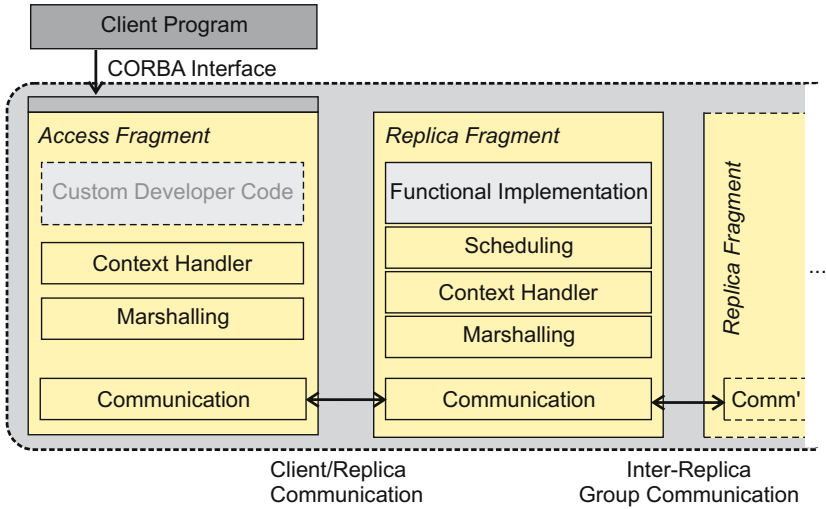 Client Program
CORBA Interface
Access Fragment
Custom Developer Code
Context Handler
Marshalling
Communication
Replica Fragment
Functional Implementation
Scheduling
Context Handler
Marshalling
Communication
Replica Fragment
Comm'
...
Client/Replica
Communication
Inter-Replica
Group Communication